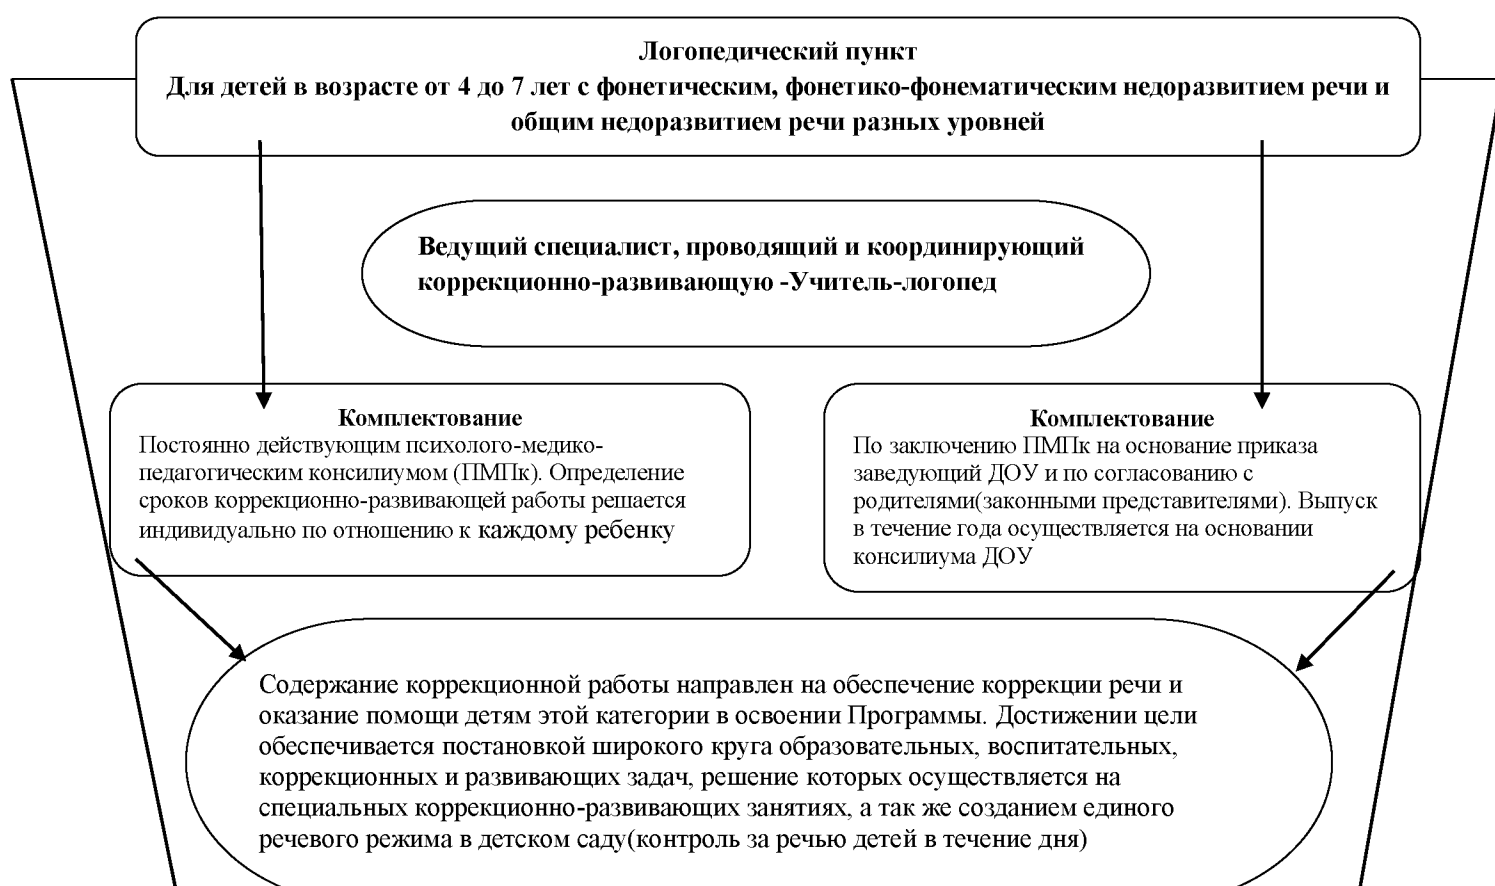 Логопедический пункт
Для детей в возрасте от 4 до 7 лет с фонетическим, фонетико-фонематическим недоразвитием речи и
общим недоразвитием речи разных уровней
Ведущий специалист, проводящий и координирующий
коррекционно-развивающую -Учитель-логопед
Комплектование
Постоянно действующим психолого-медико-
педагогическим консилиумом (ПМПк). Определение
сроков коррекционно-развивающей работы решается
индивидуально по отношению к каждому ребенку
Комплектование
По заключению ПМПк на основание приказа
заведующий ДОУ и по согласованию с
родителями(законными представителями). Выпуск
в течение года осуществляется на основании
консилиума ДОУ
Содержание коррекционной работы направлен на обеспечение коррекции речи и
оказание помощи детям этой категории в освоении Программы. Достижении цели
обеспечивается постановкой широкого круга образовательных, воспитательных,
коррекционных и развивающих задач, решение которых осуществляется на
специальных коррекционно-развивающих занятиях, а так же созданием единого
речевого режима в детском саду(контроль за речью детей в течение дня)